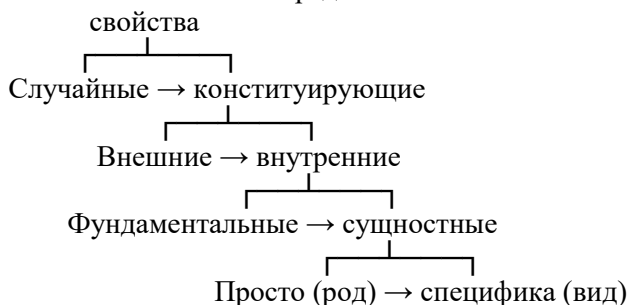 свойства
Случайные → конституирующие
Внешние → внутренние
Фундаментальные → сущностные
Просто (род) → специфика (вид)